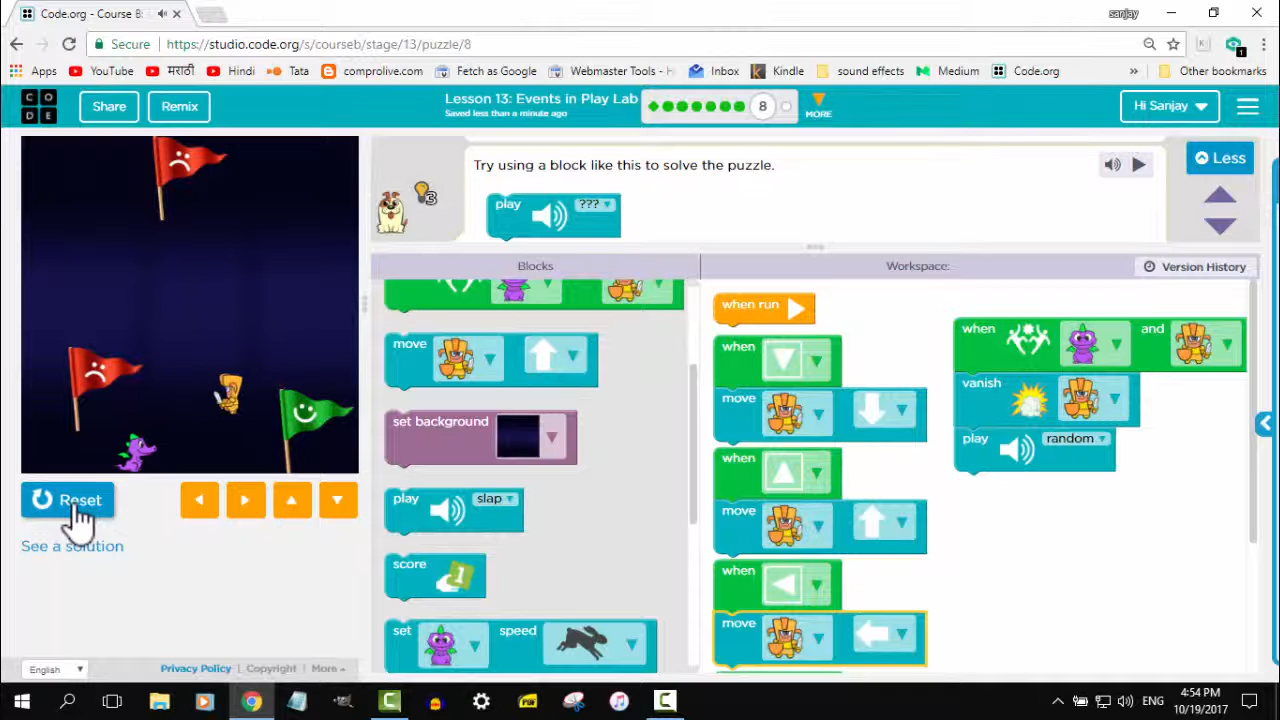 Code.org - Course B:
sanjay
Secure https://studio.code.org/s/courseb/stage/13/puzzle/8
1
Apps YouTube मराठी Hindi Tata comprolive.com Fetch as Google Webmaster Tools - Inbox Kindle sound effects Medium Code.org » Other bookmarks
C O
D E
Share
Remix
Lesson 13: Events in Play Lab
Saved less than a minute ago
8
MORE
Hi Sanjay
Try using a block like this to solve the puzzle.
Less
3
play ???
Blocks
Workspace:
Version History
when run
when and
move
when
vanish
move
set background
play random
when
play slap
move
Reset
See a solution
score 1
when
set speed
move
English
Privacy Policy | Copyright | More
ENG
4:54 PM
10/19/2017